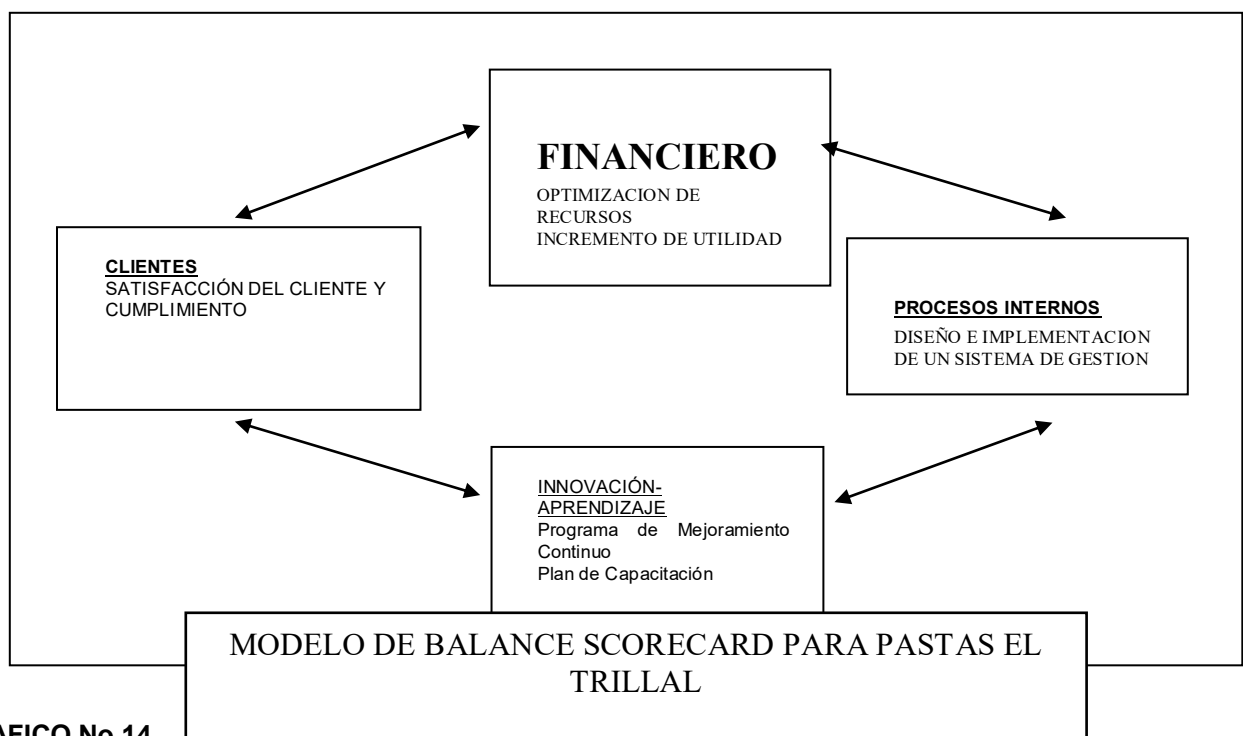 FINANCIERO
OPTIMIZACION DE
RECURSOS
INCREMENTO DE UTILIDAD
CLIENTES
SATISFACCIÓN DEL CLIENTE Y
CUMPLIMIENTO
PROCESOS INTERNOS
DISEÑO E IMPLEMENTACION
DE UN SISTEMA DE GESTION
INNOVACIÓN-
APRENDIZAJE
Programa de Mejoramiento
Continuo
Plan de Capacitación
MODELO DE BALANCE SCORECARD PARA PASTAS EL
TRILLAL
No 14